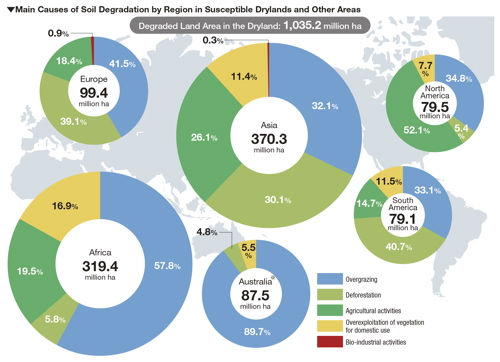 ▼Main Causes of Soil Degradation by Region in Susceptible Drylands and Other Areas
Degraded Land Area in the Dryland: 1,035.2 million ha
0.9%
18.4%
41.5%
39.1%
Europe
99.4
million ha
0.3%
11.4%
32.1%
26.1%
30.1%
Asia
370.3
million ha
7.7
%
34.8%
5.4
%
52.1%
North
America
79.5
million ha
16.9%
57.8%
19.5%
5.8%
Africa
319.4
million ha
4.8%
5.5
%
89.7%
Australia
87.5
million ha
11.5%
33.1%
14.7%
40.7%
South
America
79.1
million ha
Overgrazing
Deforestation
Agricultural activities
Overexploitation of vegetation
for domestic use
Bio-industrial activities